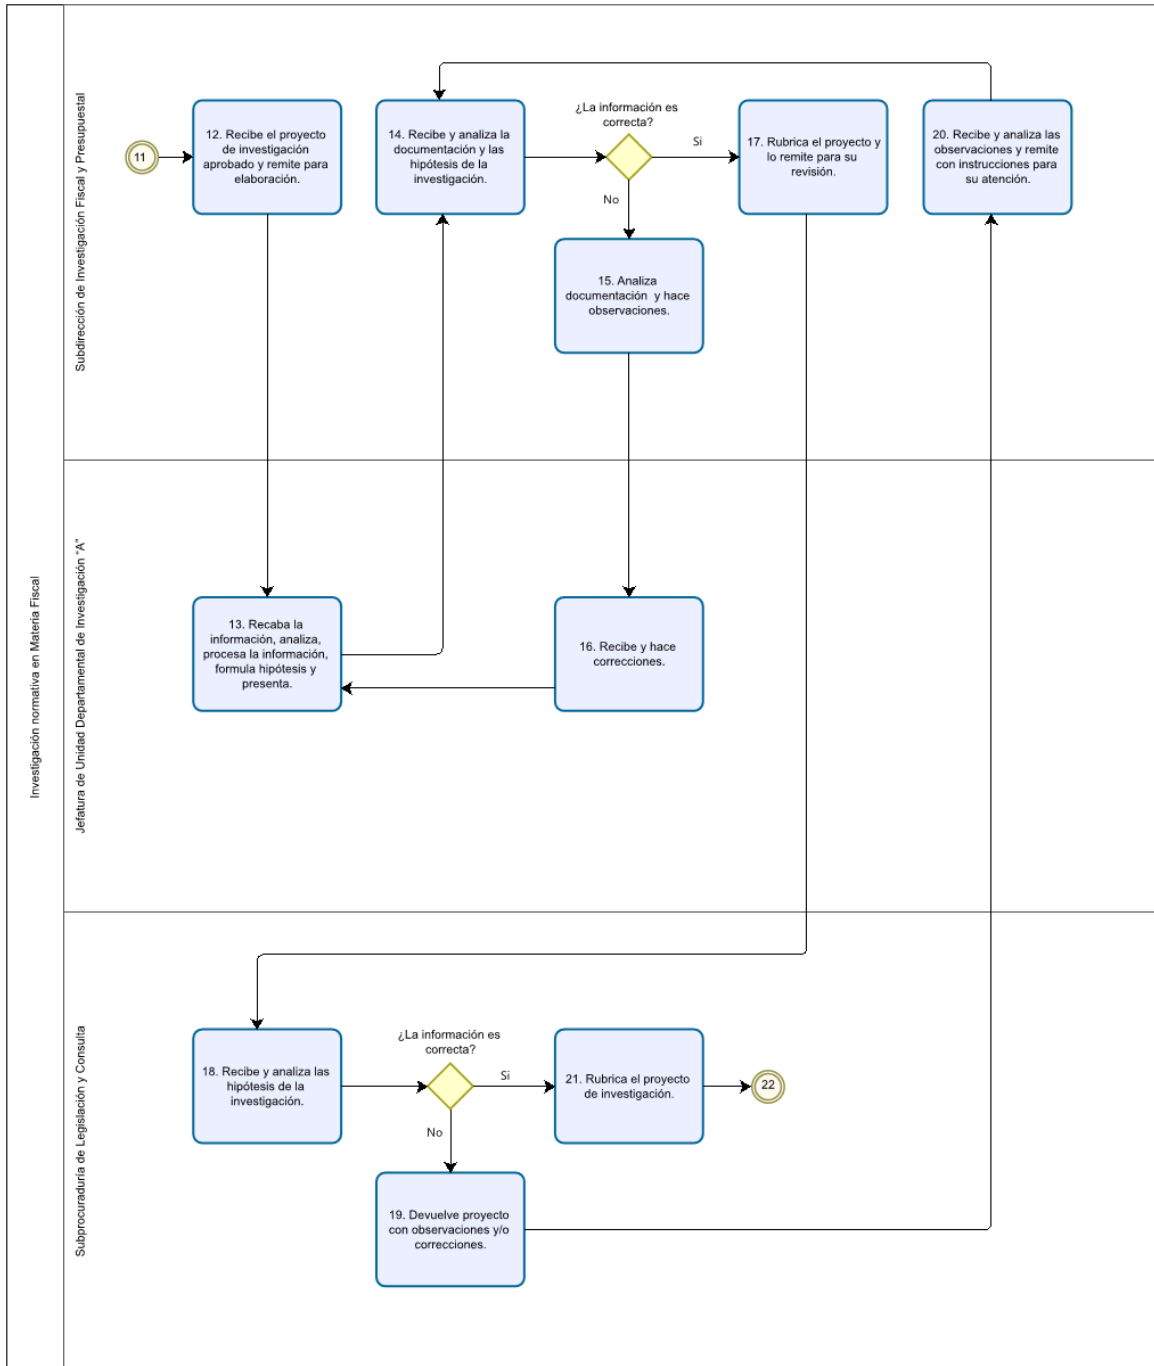 Investigación normativa en Materia Fiscal
Subdirección de Investigación Fiscal y Presupuestal
11
12. Recibe el proyecto
de investigación
aprobado y remite para
elaboración.
14. Recibe y analiza la
documentación y las
hipótesis de la
investigación.
¿La información es
correcta?
Si
No
17. Rubrica el proyecto y
lo remite para su
revisión.
20. Recibe y analiza las
observaciones y remite
con instrucciones para
su atención.
15. Analiza
documentación y hace
observaciones.
Jefatura de Unidad Departamental de Investigación "A"
13. Recaba la
información, analiza,
procesa la información,
formula hipótesis y
presenta.
16. Recibe y hace
correcciones.
Subprocuraduría de Legislación y Consulta
18. Recibe y analiza las
hipótesis de la
investigación.
¿La información es
correcta?
Si
No
21. Rubrica el proyecto
de investigación.
22
19. Devuelve proyecto
con observaciones y/o
correcciones.